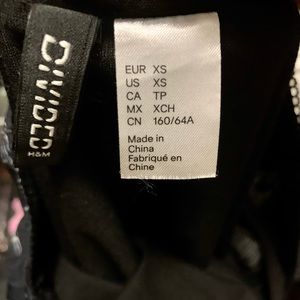 DIVIDED
H&M
EUR XS
US XS
CA TP
MX XCH
CN 160/64A
Made in
China
Fabriqué en
Chine